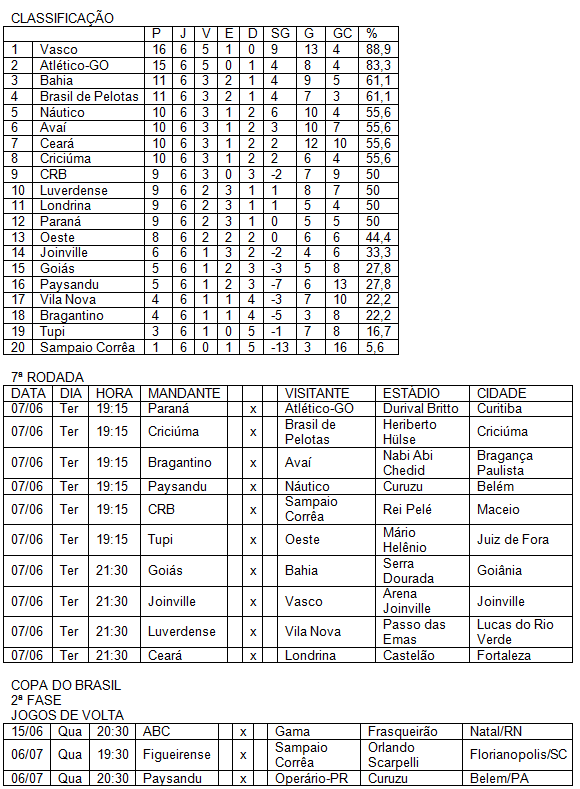 CLASSIFICAÇÃO
P J V E D SG G GC %
1 Vasco 16 6 5 1 0 9 13 4 88,9
2 Atlético-GO 15 6 5 0 1 4 8 4 83,3
3 Bahia 11 6 3 2 1 4 9 5 61,1
4 Brasil de Pelotas 11 6 3 2 1 4 7 3 61,1
5 Náutico 10 6 3 1 2 6 10 4 55,6
6 Avaí 10 6 3 1 2 3 10 7 55,6
7 Ceará 10 6 3 1 2 2 12 10 55,6
8 Criciúma 10 6 3 1 2 2 6 4 55,6
9 CRB 9 6 3 0 3 -2 7 9 50
10 Luverdense 9 6 2 3 1 1 8 7 50
11 Londrina 9 6 2 3 1 1 5 4 50
12 Paraná 9 6 2 3 1 0 5 5 50
13 Oeste 8 6 2 2 2 0 6 6 44,4
14 Joinville 6 6 1 3 2 -2 4 6 33,3
15 Goiás 5 6 1 2 3 -3 5 8 27,8
16 Paysandu 5 6 1 2 3 -7 6 13 27,8
17 Vila Nova 4 6 1 1 4 -3 7 10 22,2
18 Bragantino 4 6 1 1 4 -5 3 8 22,2
19 Tupi 3 6 1 0 5 -1 7 8 16,7
20 Sampaio Corrêa 1 6 0 1 5 -13 3 16 5,6
7ª RODADA
DATA DIA HORA MANDANTE VISITANTE ESTÁDIO CIDADE
07/06 Ter 19:15 Paraná x Atlético-GO Durival Britto Curitiba
07/06 Ter 19:15 Criciúma x Brasil de Pelotas Heriberto Hülse Criciúma
07/06 Ter 19:15 Bragantino x Avaí Nabi Abi Chedid Bragança Paulista
07/06 Ter 19:15 Paysandu x Náutico Curuzu Belém
07/06 Ter 19:15 CRB x Sampaio Corrêa Rei Pelé Maceio
07/06 Ter 19:15 Tupi x Oeste Mário Helênio Juiz de Fora
07/06 Ter 21:30 Goiás x Bahia Serra Dourada Goiânia
07/06 Ter 21:30 Joinville x Vasco Arena Joinville Joinville
07/06 Ter 21:30 Luverdense x Vila Nova Passo das Emas Lucas do Rio Verde
07/06 Ter 21:30 Ceará x Londrina Castelão Fortaleza
COPA DO BRASIL
2ª FASE
JOGOS DE VOLTA
15/06 Qua 20:30 ABC x Gama Frasqueirão Natal/RN
06/07 Qua 19:30 Figueirense x Sampaio Corrêa Orlando Scarpelli Florianopolis/SC
06/07 Qua 20:30 Paysandu x Operário-PR Curuzu Belem/PA